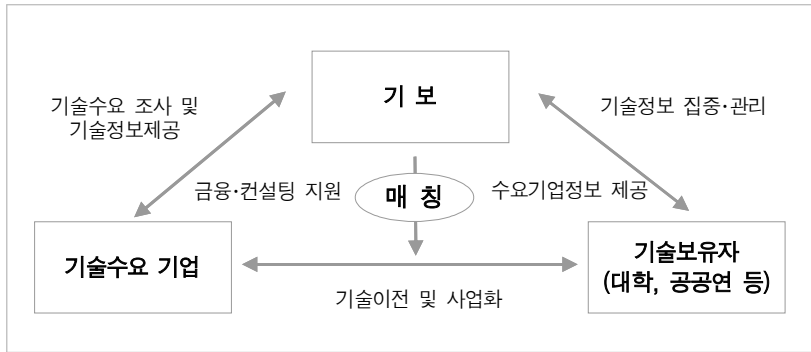 기 보
기술수요 조사 및
기술정보제공
기술정보 집중·관리
금융·컨설팅 지원
매 칭
수요기업정보 제공
기술수요 기업
기술보유자
(대학, 공공연 등)
기술이전 및 사업화